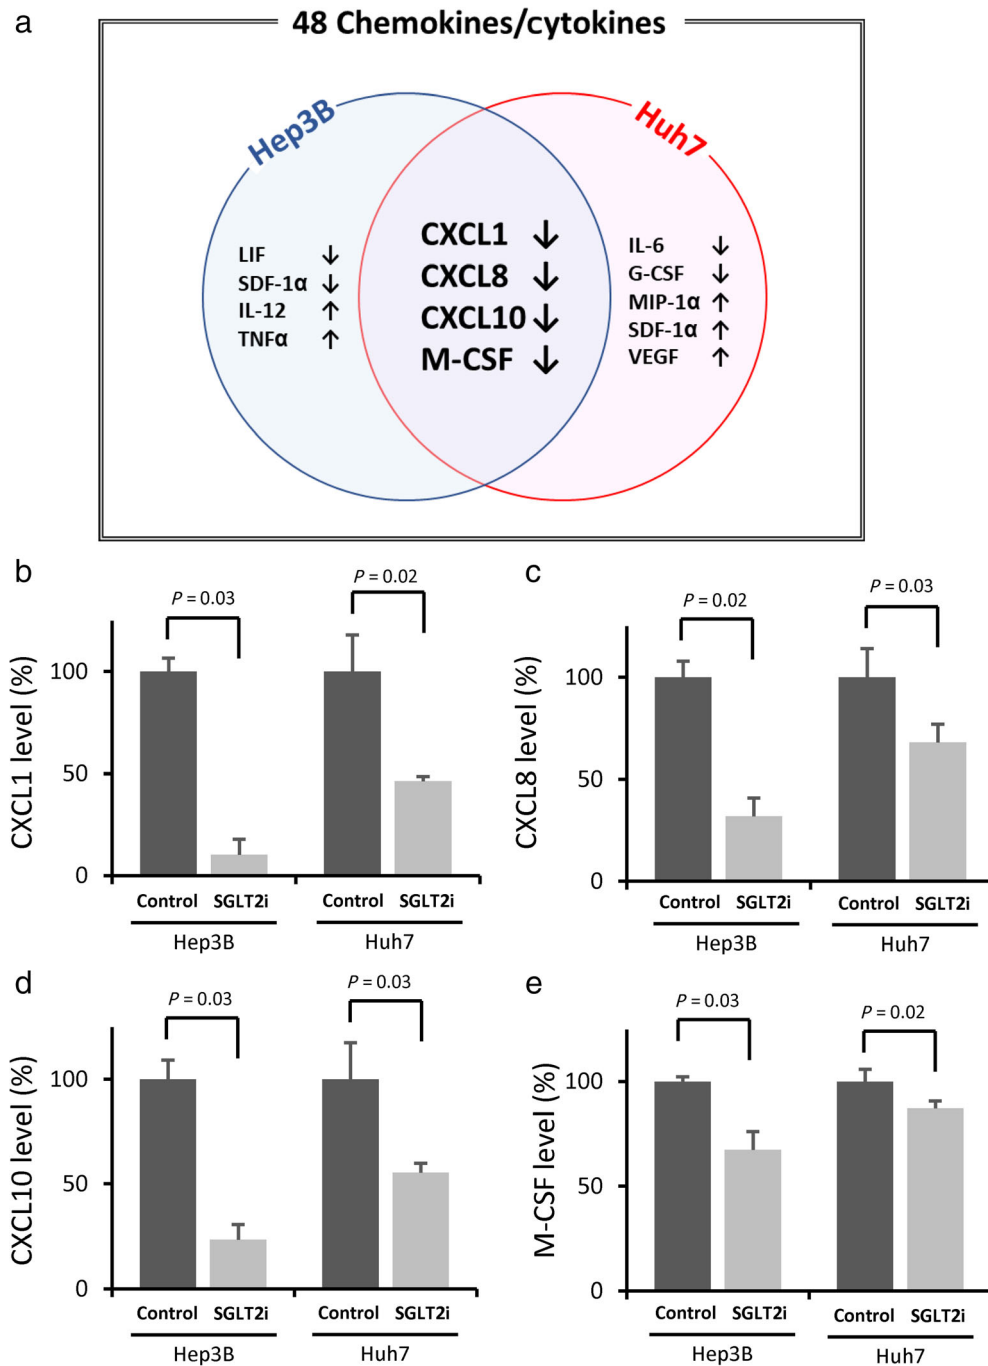 a
48 Chemokines/cytokines
Hep3B
Huh7
LIF ↓
SDF-1α ↓
IL-12 ↑
TNFα ↑
CXCL1 ↓
CXCL8 ↓
CXCL10 ↓
M-CSF ↓
IL-6 ↓
G-CSF ↓
MIP-1α ↑
SDF-1α ↑
VEGF ↑
b
P = 0.03
P = 0.02
CXCL1 level (%)
100
50
0
Control SGLT2i Control SGLT2i
Hep3B Huh7
c
P = 0.02
P = 0.03
CXCL8 level (%)
100
50
0
Control SGLT2i Control SGLT2i
Hep3B Huh7
d
P = 0.03
P = 0.03
CXCL10 level (%)
100
50
0
Control SGLT2i Control SGLT2i
Hep3B Huh7
e
P = 0.03
P = 0.02
M-CSF level (%)
100
50
0
Control SGLT2i Control SGLT2i
Hep3B Huh7